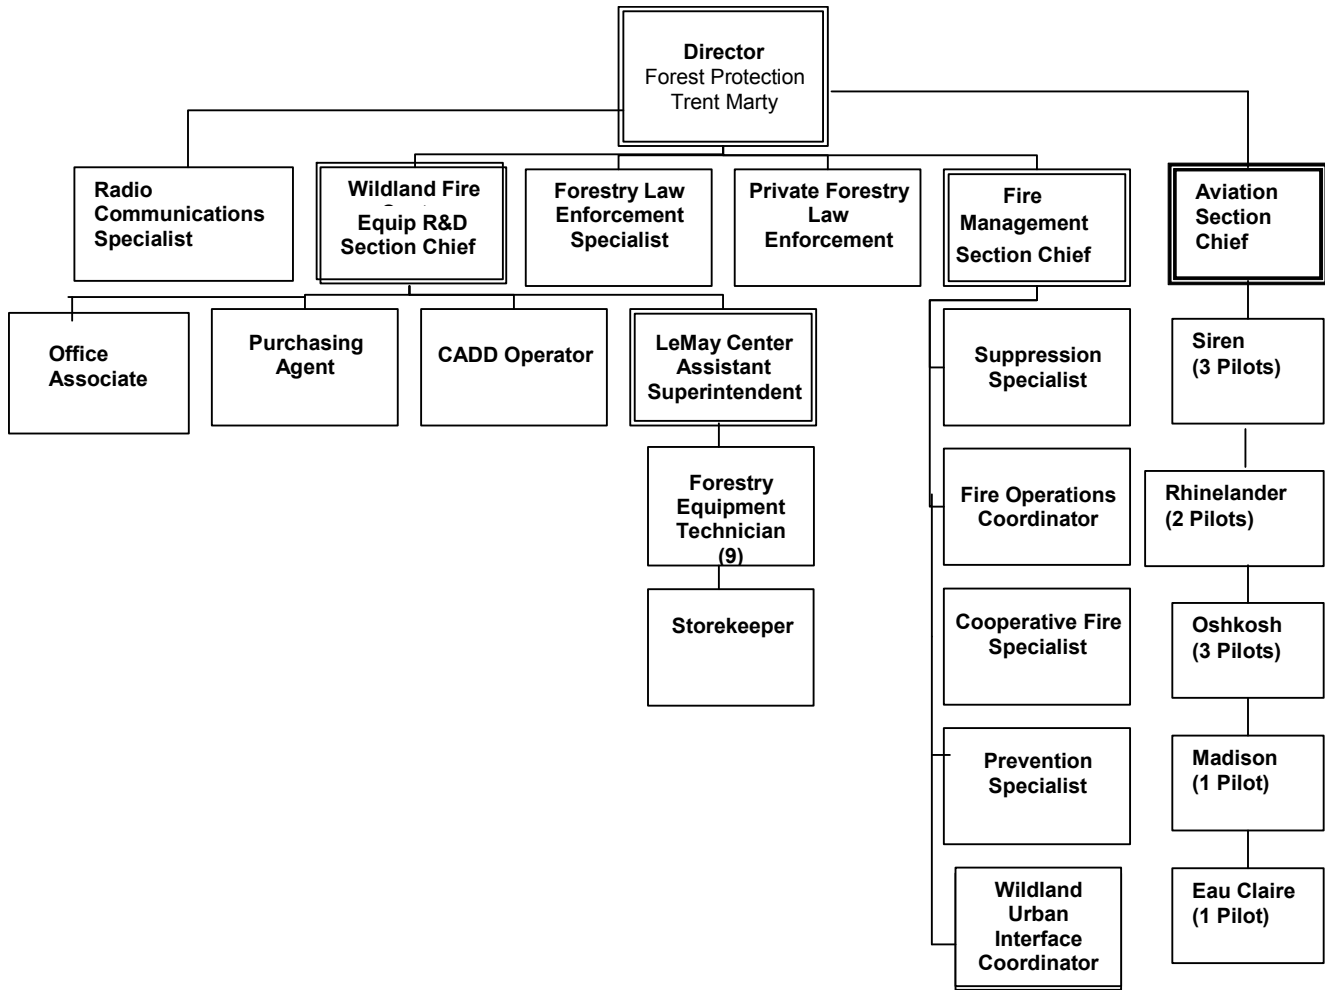 Director
Forest Protection
Trent Marty
Radio
Communications
Specialist
Wildland Fire
Equip R&D
Section Chief
Forestry Law
Enforcement
Specialist
Private Forestry
Law
Enforcement
Fire
Management
Section Chief
Aviation
Section
Chief
Office
Associate
Purchasing
Agent
CADD Operator
LeMay Center
Assistant
Superintendent
Suppression
Specialist
Siren
(3 Pilots)
Forestry
Equipment
Technician
(9)
Fire Operations
Coordinator
Rhinelander
(2 Pilots)
Storekeeper
Cooperative Fire
Specialist
Oshkosh
(3 Pilots)
Prevention
Specialist
Madison
(1 Pilot)
Wildland
Urban
Interface
Coordinator
Eau Claire
(1 Pilot)